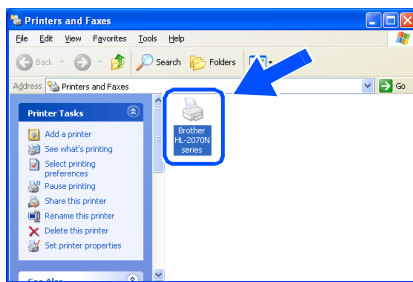 Printers and Faxes
File Edit View Favorites Tools Help
Back Search Folders
Address Printers and Faxes Go
Printer Tasks
Add a printer
See what's printing
Select printing
preferences
Pause printing
Share this printer
Rename this printer
Delete this printer
Set printer properties
See Also
Brother
HL-2070N
series